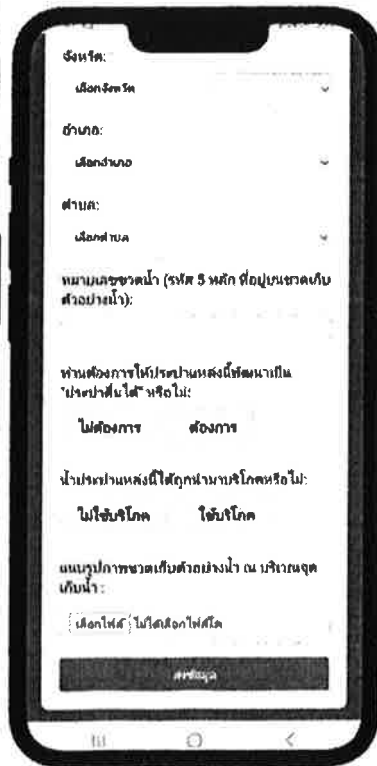 จังหวัด:
เลือกจังหวัด
อำเภอ:
เลือกอำเภอ
ตำบล:
เลือกตำบล
หมายเลขขวดน้ำ (รหัส 5 หลัก ที่อยู่บนขวดเก็บ
ตัวอย่างน้ำ):
ท่านต้องการให้ประปาแหล่งนี้พัฒนาเป็น
"ประปาดื่มได้" หรือไม่:
ไม่ต้องการ ต้องการ
น้ำประปาแหล่งนี้ได้ถูกนำมาบริโภคหรือไม่:
ไม่ใช้บริโภค ใช้บริโภค
แนบรูปภาพขวดเก็บตัวอย่างน้ำ ณ บริเวณจุด
เก็บน้ำ :
เลือกไฟล์ ไม่ได้เลือกไฟล์ใด
ส่งข้อมูล